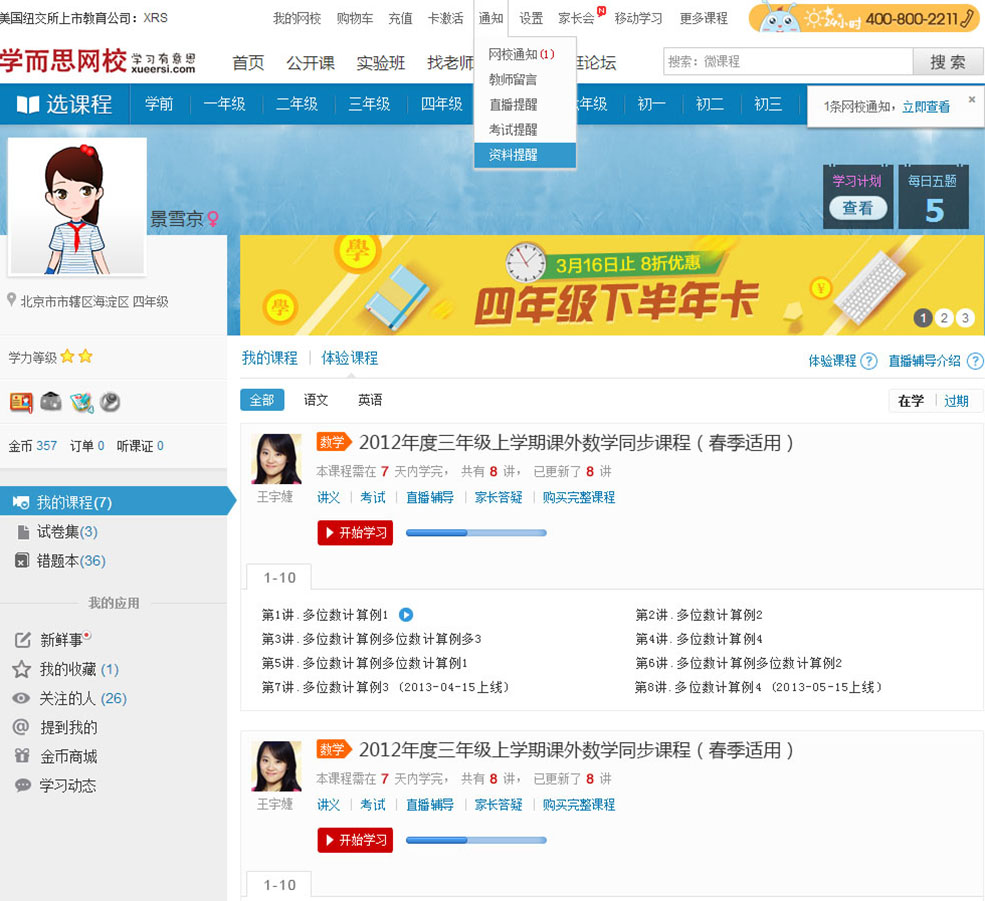 美国纽交所上市教育公司：XRS
我的网校 购物车 充值 卡激活 通知 设置 家长会 N 移动学习 更多课程
24小时 400-800-2211
学而思网校 学习有意思
xueersi.com
首页 公开课 实验班 找老师 论坛
搜索：微课程 搜 索
网校通知(1)
教师留言
直播提醒
考试提醒
资料提醒
选课程 学前 一年级 二年级 三年级 四年级 年级 初一 初二 初三
1条网校通知，立即查看 ×
景雪京♀
学习计划
查看
每日五题
5
3月16日止 8折优惠
四年级下半年卡
學
學
¥
1 2 3
北京市市辖区海淀区 四年级
学力等级
金币 357 订单 0 听课证 0
我的课程(7)
试卷集(3)
错题本(36)
我的应用
新鲜事
我的收藏 (1)
关注的人 (26)
@ 提到我的
金币商城
学习动态
我的课程 | 体验课程
体验课程 ? 直播辅导介绍 ?
全部 语文 英语
在学 | 过期
数学 2012年度三年级上学期课外数学同步课程（春季适用）
本课程需在 7 天内学完， 共有 8 讲， 已更新了 8 讲
王宇婕
讲义 | 考试 | 直播辅导 | 家长答疑 | 购买完整课程
开始学习
1-10
第1讲.多位数计算例1
第2讲.多位数计算例2
第3讲.多位数计算例多位数计算例多3
第4讲.多位数计算例4
第5讲.多位数计算例多位数计算例1
第6讲.多位数计算例多位数计算例2
第7讲.多位数计算例3 （2013-04-15上线）
第8讲.多位数计算例4 （2013-05-15上线）
数学 2012年度三年级上学期课外数学同步课程（春季适用）
本课程需在 7 天内学完， 共有 8 讲， 已更新了 8 讲
王宇婕
讲义 | 考试 | 直播辅导 | 家长答疑 | 购买完整课程
开始学习
1-10